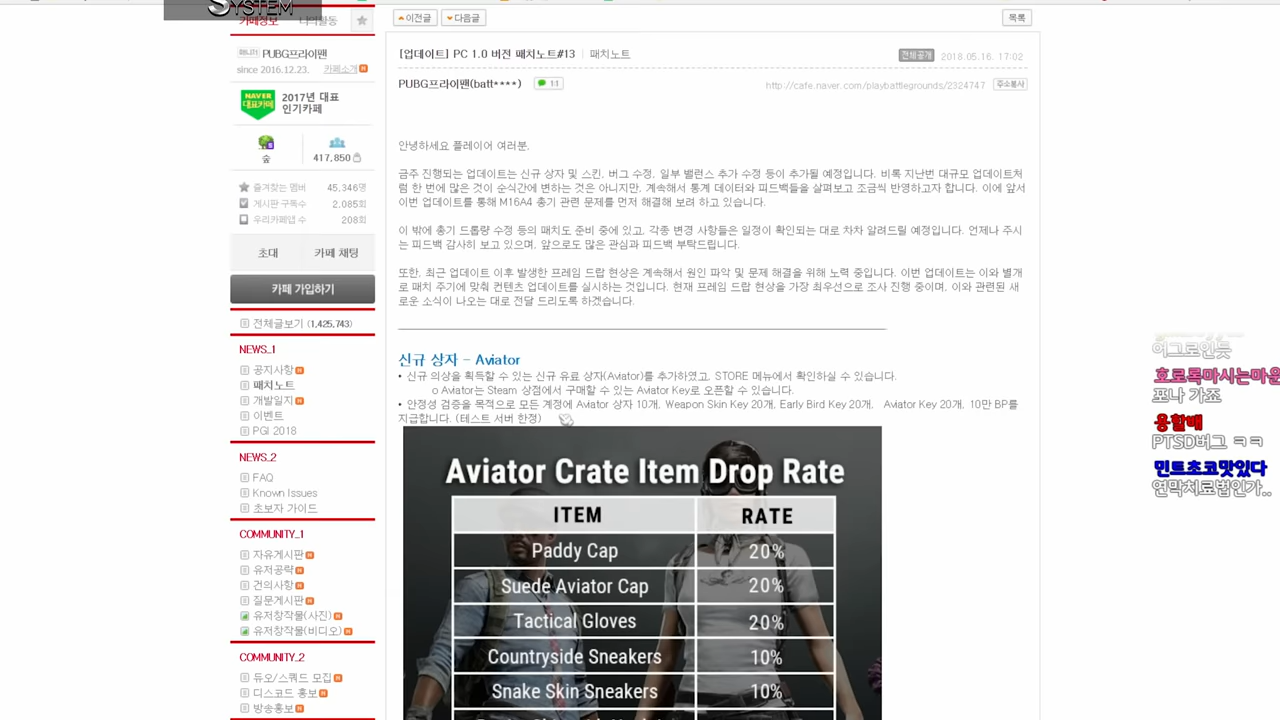 SYSTEM
카페정보 나의활동
이전글 다음글 목록
매니저 PUBG프라이팬
since 2016.12.23. 카페소개
NAVER 대표카페
2017년 대표
인기카페
숲 417,850
즐겨찾는 멤버 45,346명
게시판 구독수 2,085회
우리카페앱 수 208회
초대 카페 채팅
카페 가입하기
전체글보기 (1,425,743)
NEWS_1
공지사항
패치노트
개발일지
이벤트
PGI 2018
NEWS_2
FAQ
Known Issues
초보자 가이드
COMMUNITY_1
자유게시판
유저공략
건의사항
질문게시판
유저창작물(사진)
유저창작물(비디오)
COMMUNITY_2
듀오/스쿼드 모집
디스코드 홍보
방송홍보
[업데이트] PC 1.0 버전 패치노트#13 패치노트 전체공개 2018.05.16. 17:02
PUBG프라이팬(batt****) 1:1 http://cafe.naver.com/playbattlegrounds/2324747 주소복사
안녕하세요 플레이어 여러분,
금주 진행되는 업데이트는 신규 상자 및 스킨, 버그 수정, 일부 밸런스 추가 수정 등이 추가될 예정입니다. 비록 지난번 대규모 업데이트처
럼 한 번에 많은 것이 순식간에 변하는 것은 아니지만, 계속해서 통계 데이터와 피드백들을 살펴보고 조금씩 반영하고자 합니다. 이에 앞서
이번 업데이트를 통해 M16A4 총기 관련 문제를 먼저 해결해 보려 하고 있습니다.
이 밖에 총기 드롭량 수정 등의 패치도 준비 중에 있고, 각종 변경 사항들은 일정이 확인되는 대로 차차 알려드릴 예정입니다. 언제나 주시
는 피드백 감사히 보고 있으며, 앞으로도 많은 관심과 피드백 부탁드립니다.
또한, 최근 업데이트 이후 발생한 프레임 드랍 현상은 계속해서 원인 파악 및 문제 해결을 위해 노력 중입니다. 이번 업데이트는 이와 별개
로 패치 주기에 맞춰 컨텐츠 업데이트를 실시하는 것입니다. 현재 프레임 드랍 현상을 가장 최우선으로 조사 진행 중이며, 이와 관련된 새
로운 소식이 나오는 대로 전달 드리도록 하겠습니다.
신규 상자 - Aviator
• 신규 의상을 획득할 수 있는 신규 유료 상자(Aviator)를 추가하였고, STORE 메뉴에서 확인하실 수 있습니다.
o Aviator는 Steam 상점에서 구매할 수 있는 Aviator Key로 오픈할 수 있습니다.
• 안정성 검증을 목적으로 모든 계정에 Aviator 상자 10개, Weapon Skin Key 20개, Early Bird Key 20개, Aviator Key 20개, 10만 BP를
지급합니다. (테스트 서버 한정)
Aviator Crate Item Drop Rate
ITEM RATE
Paddy Cap 20%
Suede Aviator Cap 20%
Tactical Gloves 20%
Countryside Sneakers 10%
Snake Skin Sneakers 10%
어그로인듯
호로록마시는마운
포나 가죠
용할배
PTSD버그 ㅋㅋ
민트초코맛있다
연막치료법인가..